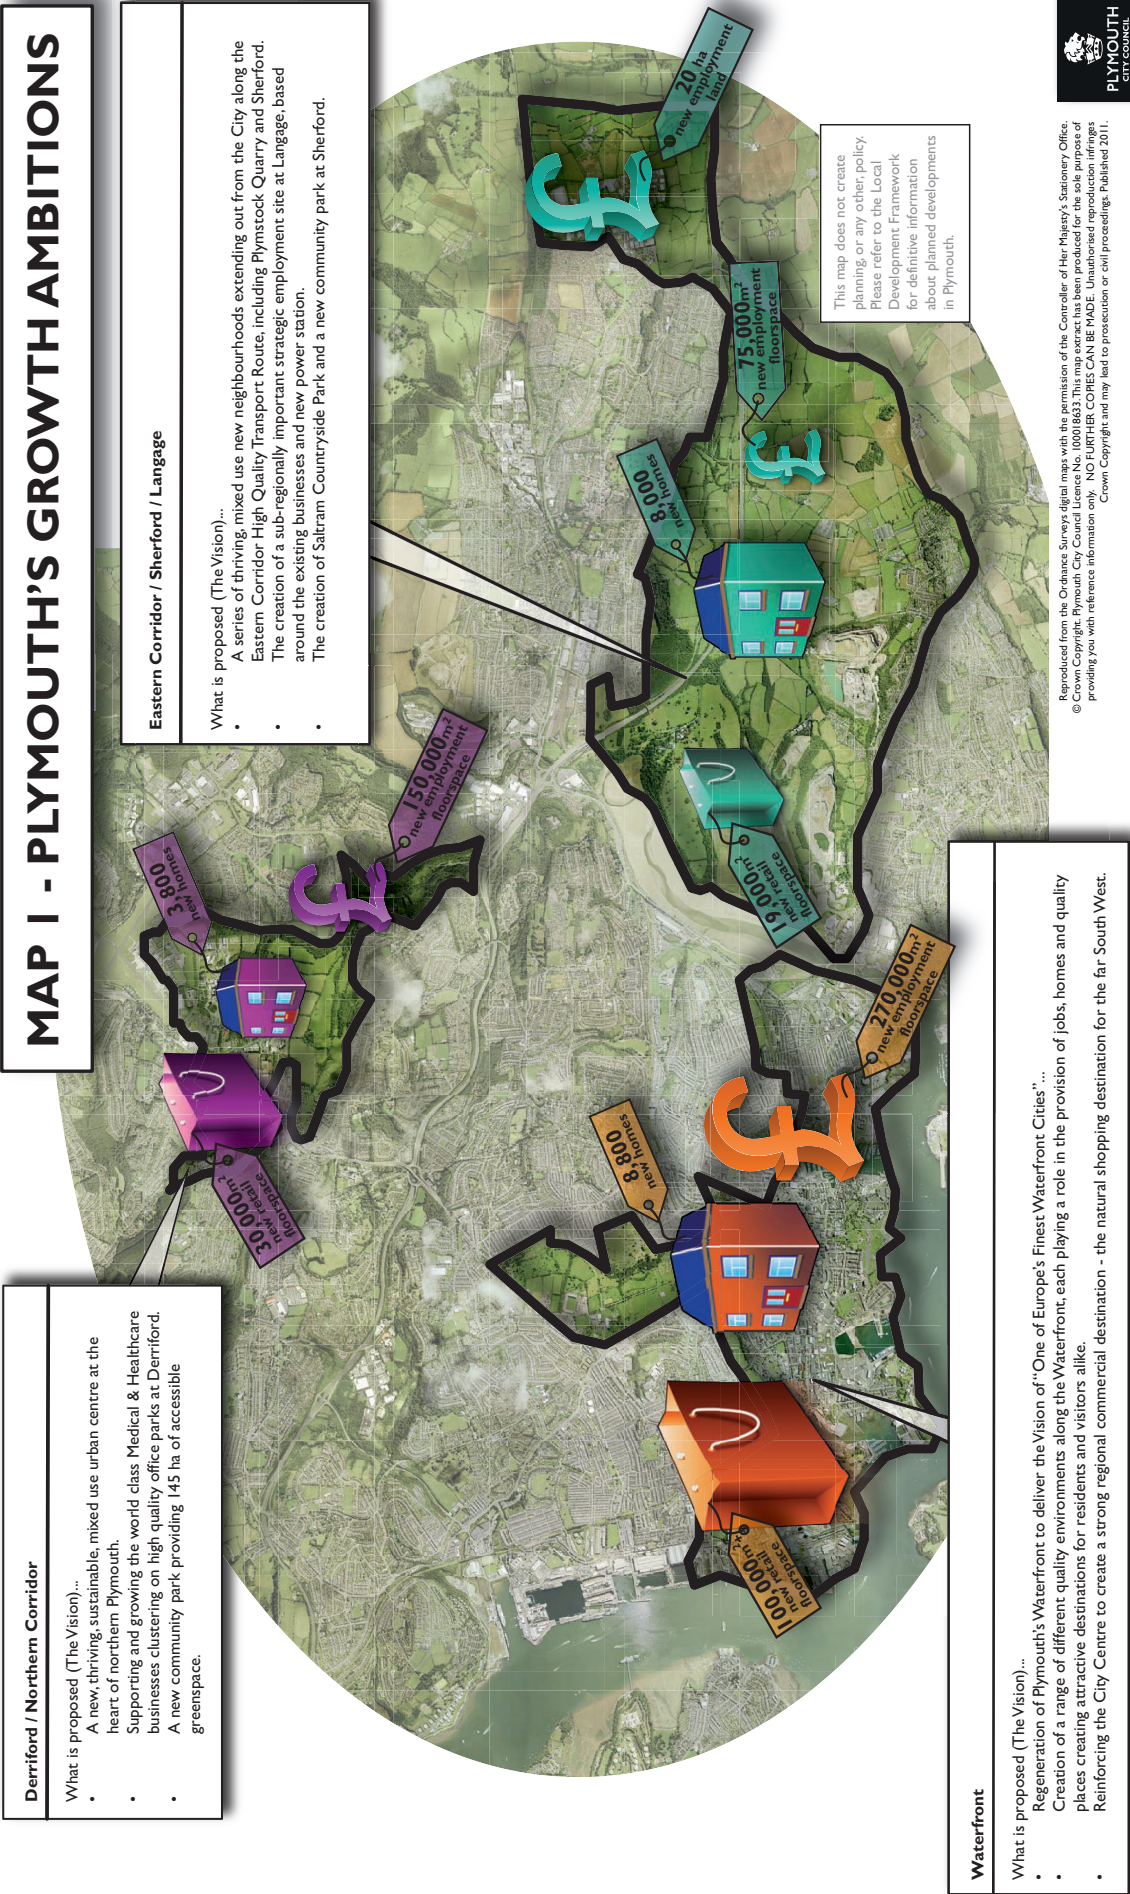 MAP 1 - PLYMOUTH'S GROWTH AMBITIONS
Derriford / Northern Corridor
What is proposed (The Vision)...
• A new, thriving, sustainable, mixed use urban centre at the
heart of northern Plymouth.
• Supporting and growing the world class Medical & Healthcare
businesses clustering on high quality office parks at Derriford.
• A new community park providing 145 ha of accessible
greenspace.
Eastern Corridor / Sherford / Langage
What is proposed (The Vision)...
• A series of thriving, mixed use new neighbourhoods extending out from the City along the
Eastern Corridor High Quality Transport Route, including Plymstock Quarry and Sherford.
• The creation of a sub-regionally important strategic employment site at Langage, based
around the existing businesses and new power station.
• The creation of Saltram Countryside Park and a new community park at Sherford.
30,000m²
new retail
floorspace
3,800
new homes
£
150,000m²
new employment
floorspace
£
20 ha
new employment
land
8,000
new homes
75,000m²
new employment
floorspace
£
19,000m²
new retail
floorspace
8,800
new homes
£
270,000m²
new employment
floorspace
100,000m²
new retail
floorspace
This map does not create
planning, or any other, policy.
Please refer to the Local
Development Framework
for definitive information
about planned developments
in Plymouth.
Waterfront
What is proposed (The Vision)...
• Regeneration of Plymouth's Waterfront to deliver the Vision of "One of Europe's Finest Waterfront Cities"...
• Creation of a range of different quality environments along the Waterfront, each playing a role in the provision of jobs, homes and quality
places creating attractive destinations for residents and visitors alike.
• Reinforcing the City Centre to create a strong regional commercial destination - the natural shopping destination for the far South West.
Reproduced from the Ordnance Surveys digital maps with the permission of the Controller of Her Majesty's Stationery Office.
© Crown Copyright. Plymouth City Council Licence No. 100018633. This map extract has been produced for the sole purpose of
providing you with reference information only. NO FURTHER COPIES CAN BE MADE. Unauthorised reproduction infringes
Crown Copyright and may lead to prosecution or civil proceedings. Published 2011.
PLYMOUTH
CITY COUNCIL